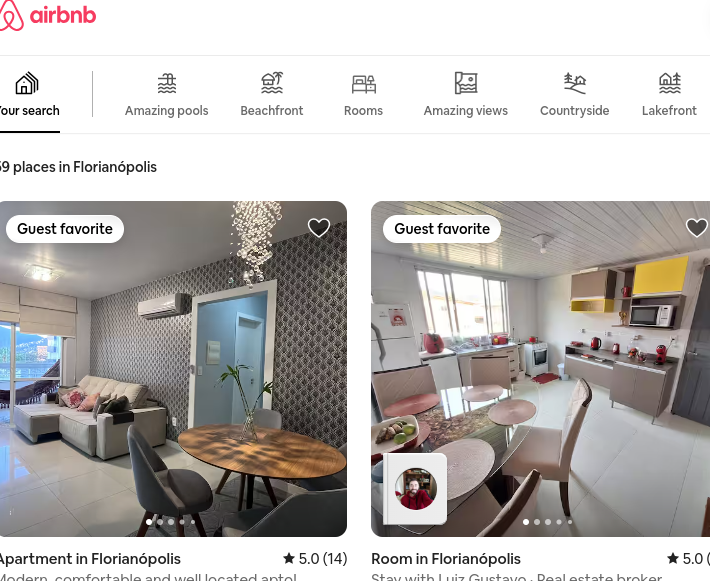 airbnb
Your search
Amazing pools
Beachfront
Rooms
Amazing views
Countryside
Lakefront
59 places in Florianópolis
Guest favorite
Guest favorite
Apartment in Florianópolis
5.0 (14)
Modern, comfortable and well located apto!
Room in Florianópolis
5.0 (
Stay with Luiz Gustavo · Real estate broker